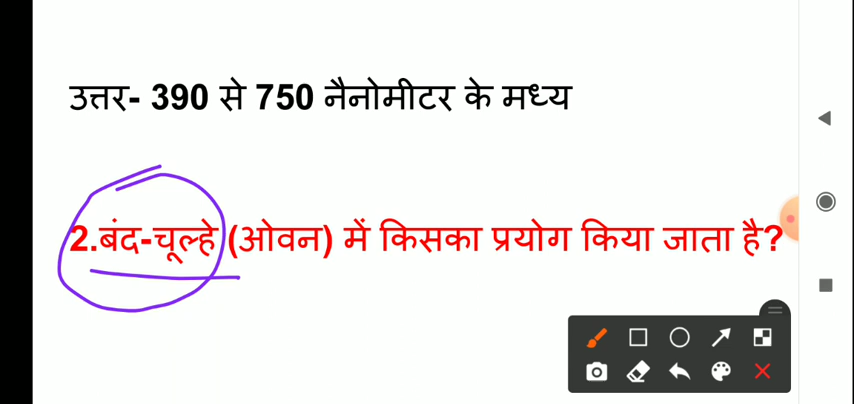 उत्तर- 390 से 750 नैनोमीटर के मध्य
2.बंद-चूल्हे (ओवन) में किसका प्रयोग किया जाता है?